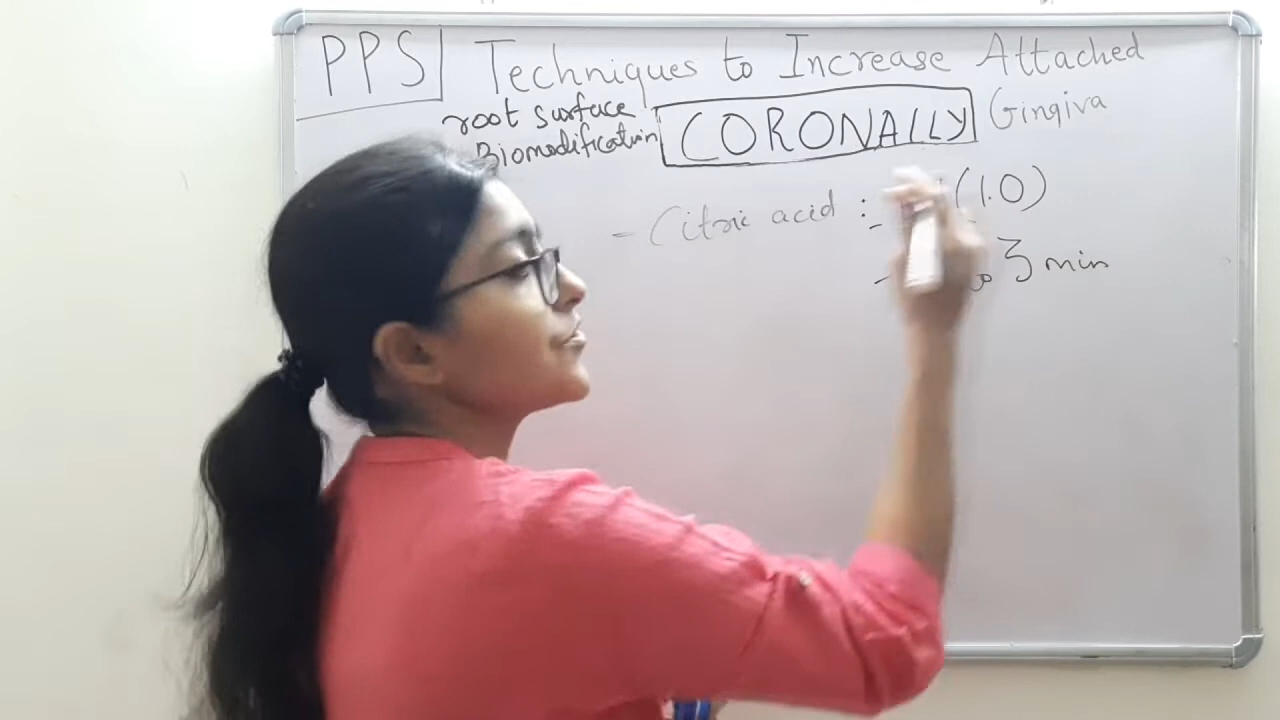 PPS Techniques to Increase Attached
root surface CORONALLY Gingiva
Biomodification
- Citric acid : - (1.0)
- 3 min